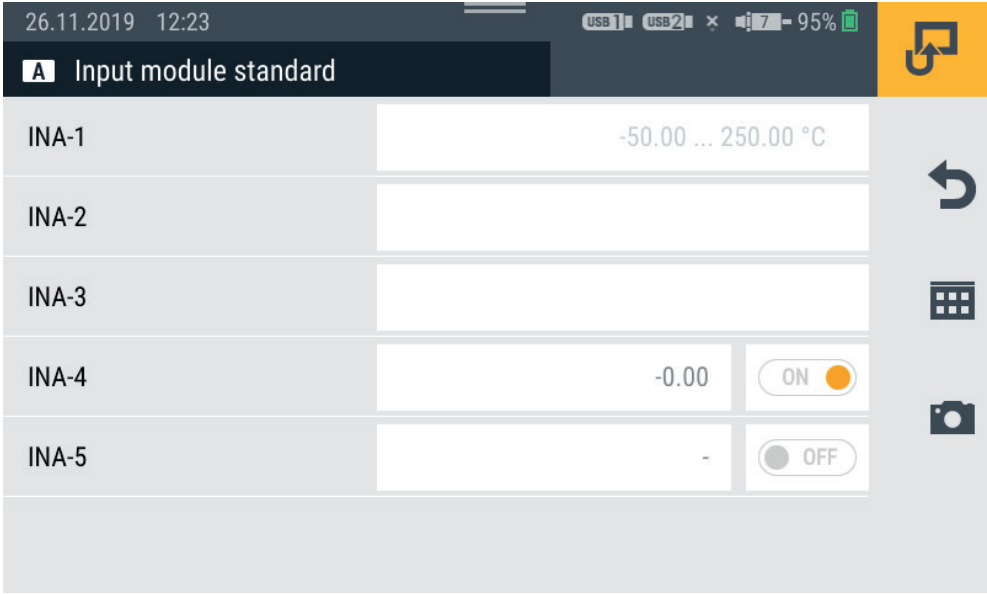 26.11.2019 12:23 USB 1 USB 2 7 95%
A Input module standard
INA-1 -50.00 ... 250.00 °C
INA-2
INA-3
INA-4 -0.00 ON
INA-5 - OFF